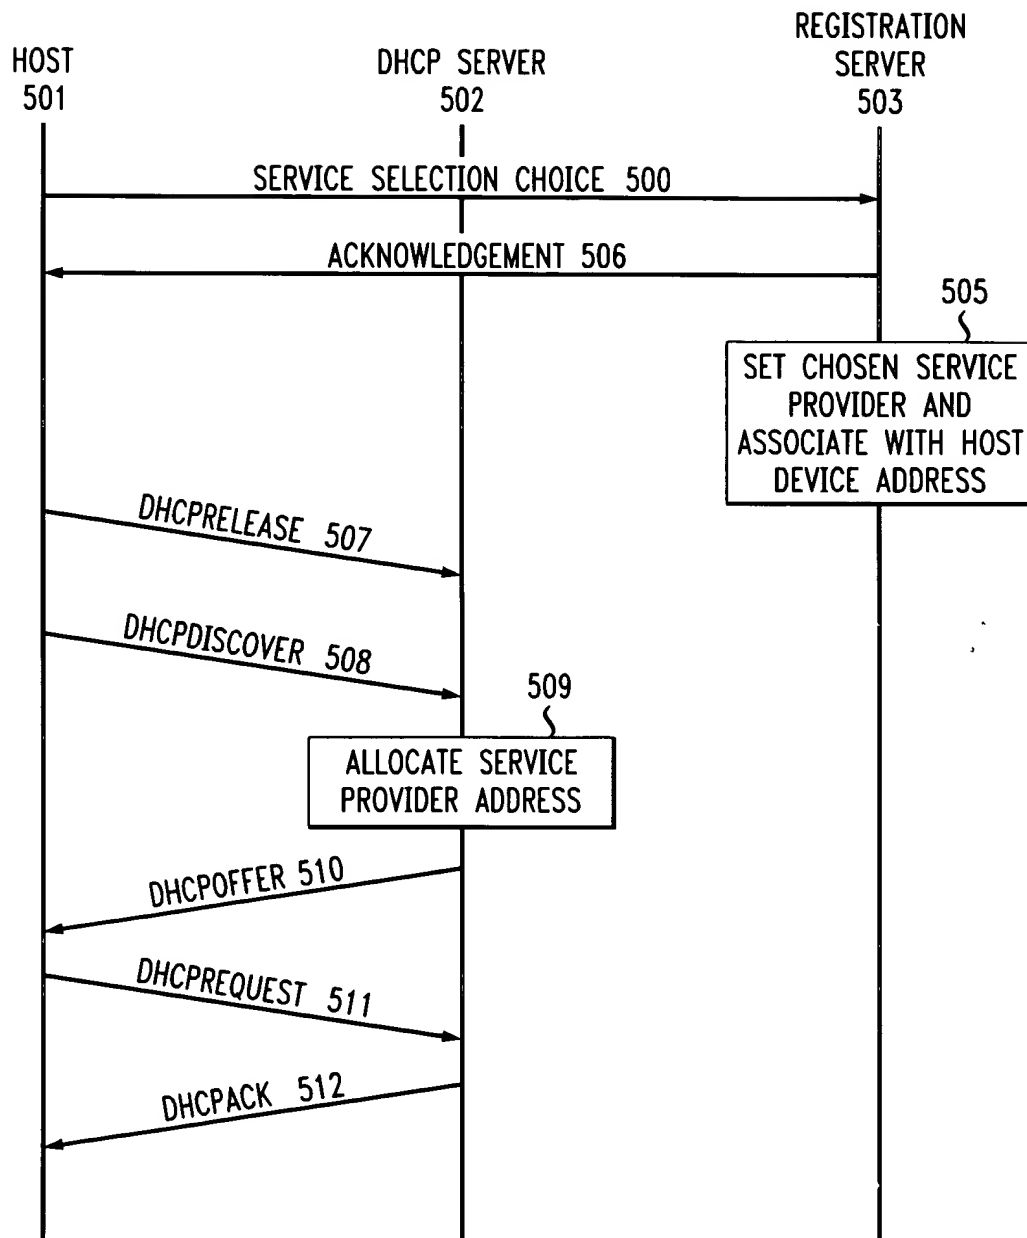 HOST
501
DHCP SERVER
502
REGISTRATION
SERVER
503
SERVICE SELECTION CHOICE 500
ACKNOWLEDGEMENT 506
505
SET CHOSEN SERVICE
PROVIDER AND
ASSOCIATE WITH HOST
DEVICE ADDRESS
DHCPRELEASE 507
DHCPDISCOVER 508
509
ALLOCATE SERVICE
PROVIDER ADDRESS
DHCPOFFER 510
DHCPREQUEST 511
DHCPACK 512